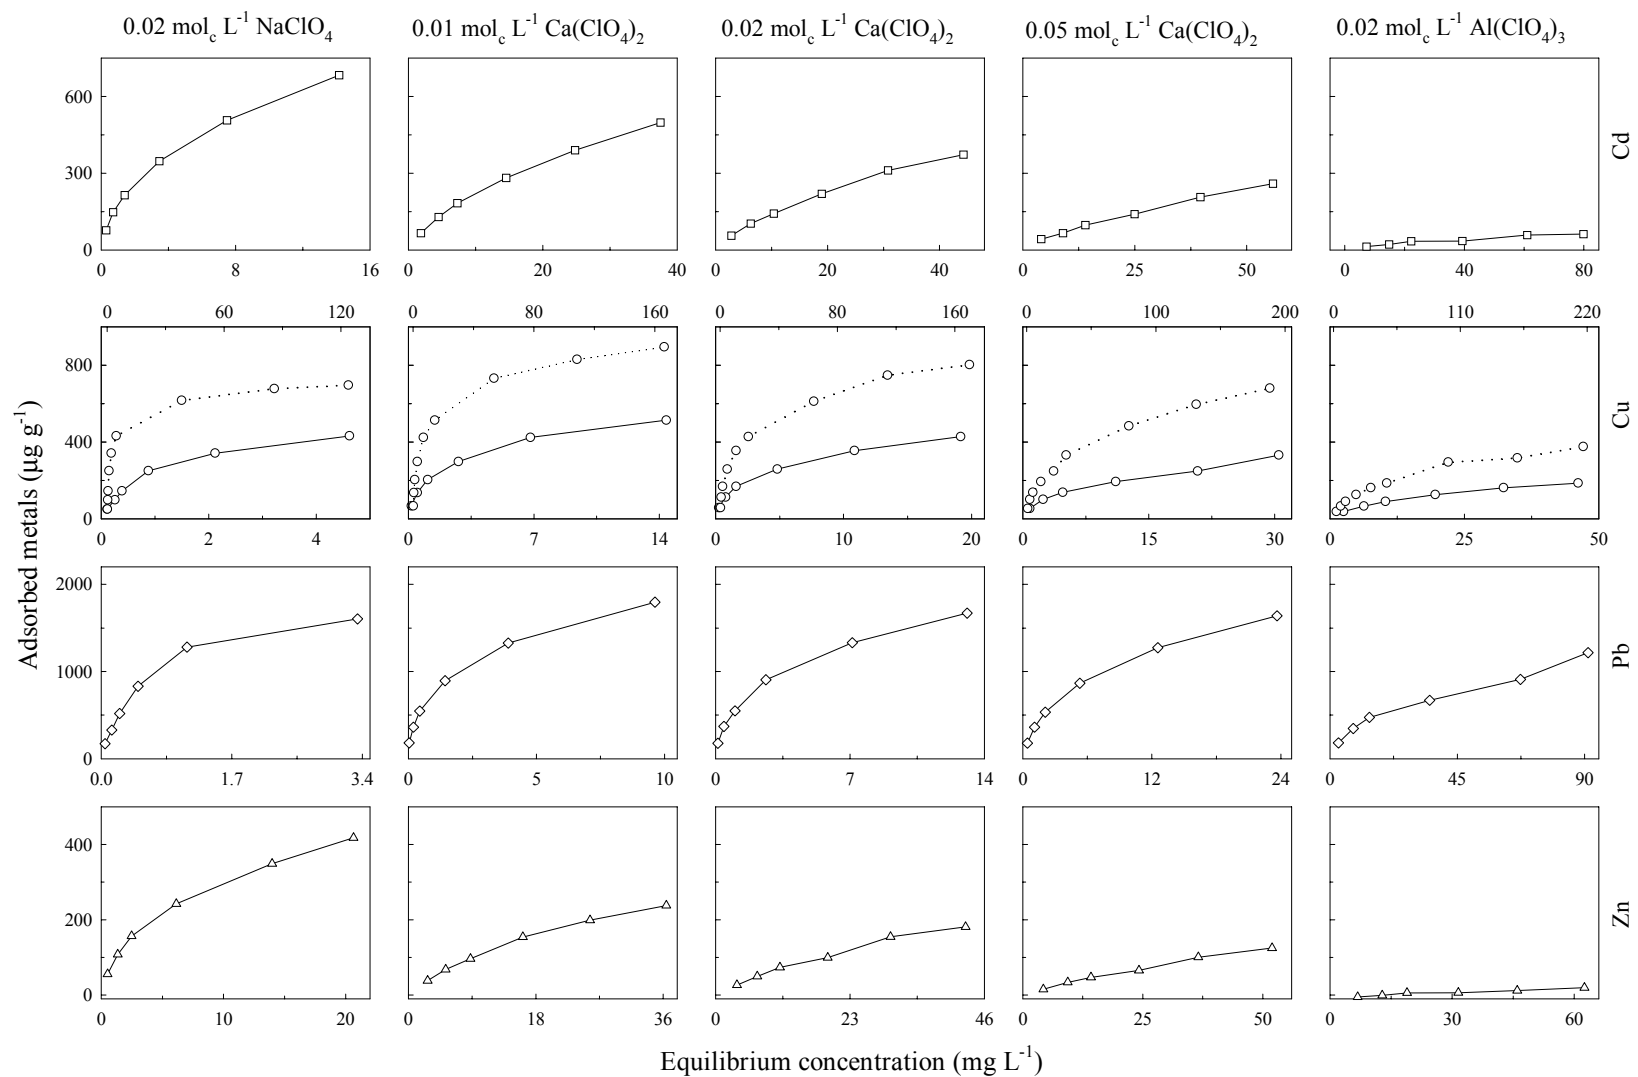 0.02 mol_c L^-1 NaClO_4
0.01 mol_c L^-1 Ca(ClO_4)_2
0.02 mol_c L^-1 Ca(ClO_4)_2
0.05 mol_c L^-1 Ca(ClO_4)_2
0.02 mol_c L^-1 Al(ClO_4)_3
600
300
0
Cd
0 8 16
0 20 40
0 20 40
0 25 50
0 40 80
0 60 120
0 80 160
0 80 160
0 100 200
0 110 220
800
400
0
Cu
0 2 4
0 7 14
0 10 20
0 15 30
0 25 50
Adsorbed metals (µg g^-1)
2000
1000
0
Pb
0.0 1.7 3.4
0 5 10
0 7 14
0 12 24
0 45 90
400
200
0
Zn
0 10 20
0 18 36
0 23 46
0 25 50
0 30 60
Equilibrium concentration (mg L^-1)